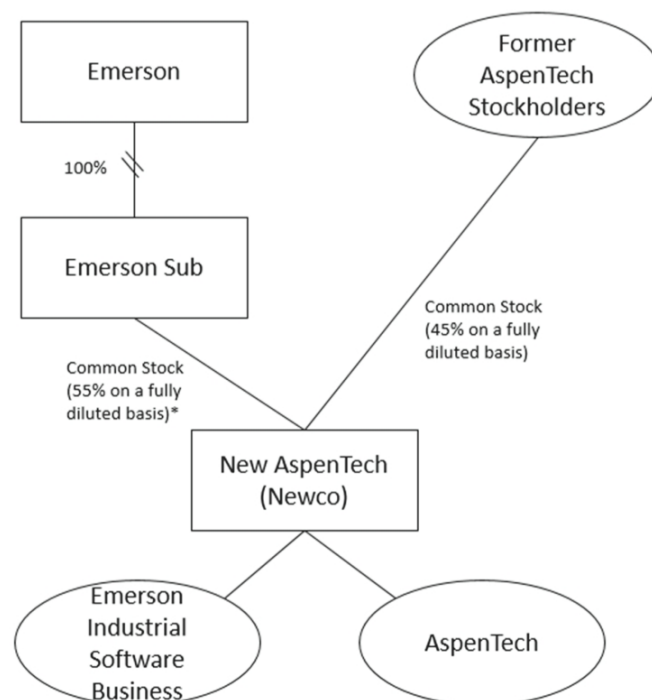 Emerson
Former
AspenTech
Stockholders
100%
Emerson Sub
Common Stock
(45% on a fully
diluted basis)
Common Stock
(55% on a fully
diluted basis)*
New AspenTech
(Newco)
Emerson
Industrial
Software
Business
AspenTech